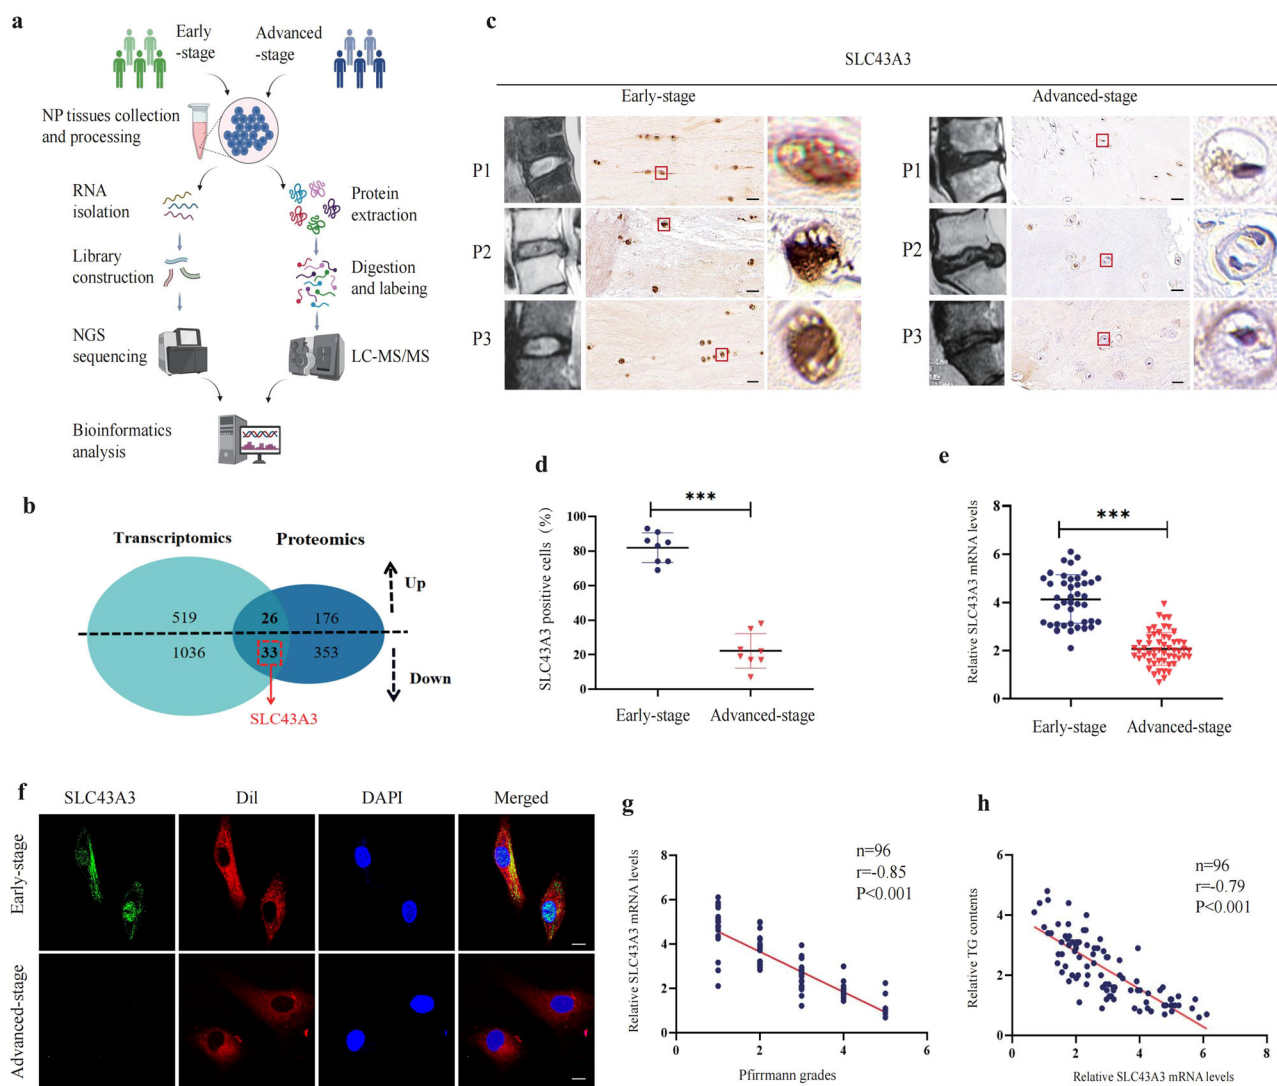 a
Early
-stage
Advanced
-stage
NP tissues collection
and processing
RNA
isolation
Protein
extraction
Library
construction
Digestion
and labeing
NGS
sequencing
LC-MS/MS
Bioinformatics
analysis
b
Transcriptomics
Proteomics
Up
519
26
176
1036
33
353
Down
SLC43A3
c
SLC43A3
Early-stage
Advanced-stage
P1
P2
P3
P1
P2
P3
d
SLC43A3 positive cells (%)
100
80
60
40
20
0
***
Early-stage
Advanced-stage
e
Relative SLC43A3 mRNA levels
8
6
4
2
0
***
Early-stage
Advanced-stage
f
SLC43A3
Dil
DAPI
Merged
Early-stage
Advanced-stage
g
Relative SLC43A3 mRNA levels
8
6
4
2
0
n=96
r=-0.85
P<0.001
0
2
4
6
Pfirrmann grades
h
Relative TG contents
6
4
2
0
n=96
r=-0.79
P<0.001
0
2
4
6
8
Relative SLC43A3 mRNA levels